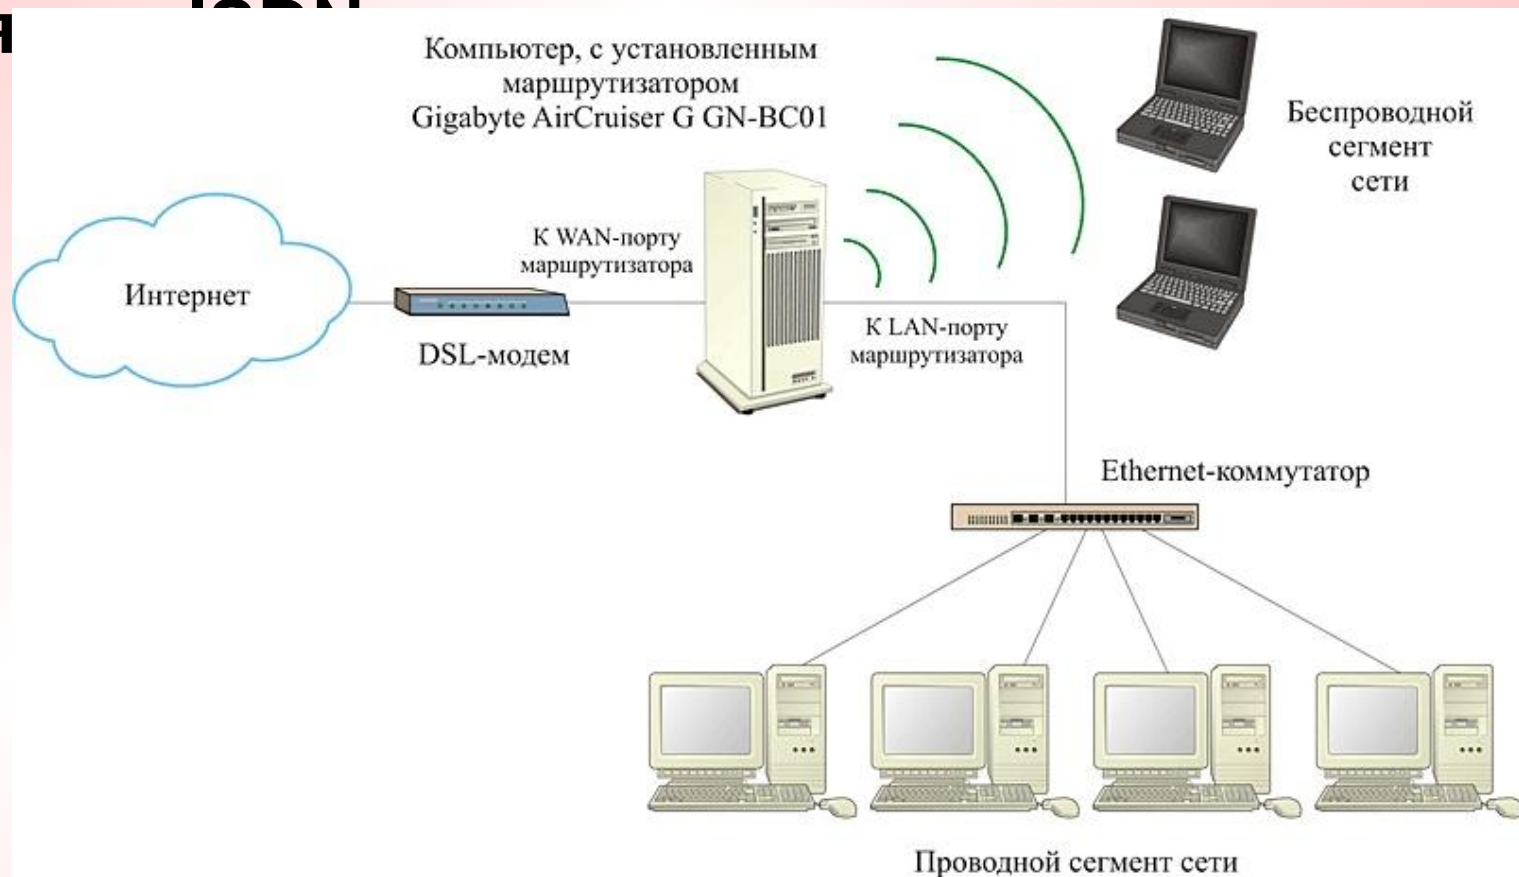 Компьютер, с установленным
маршрутизатором
Gigabyte AirCruiser G GN-BC01
Беспроводной
сегмент
сети
К WAN-порту
маршрутизатора
Интернет
DSL-модем
К LAN-порту
маршрутизатора
Ethernet-коммутатор
Проводной сегмент сети